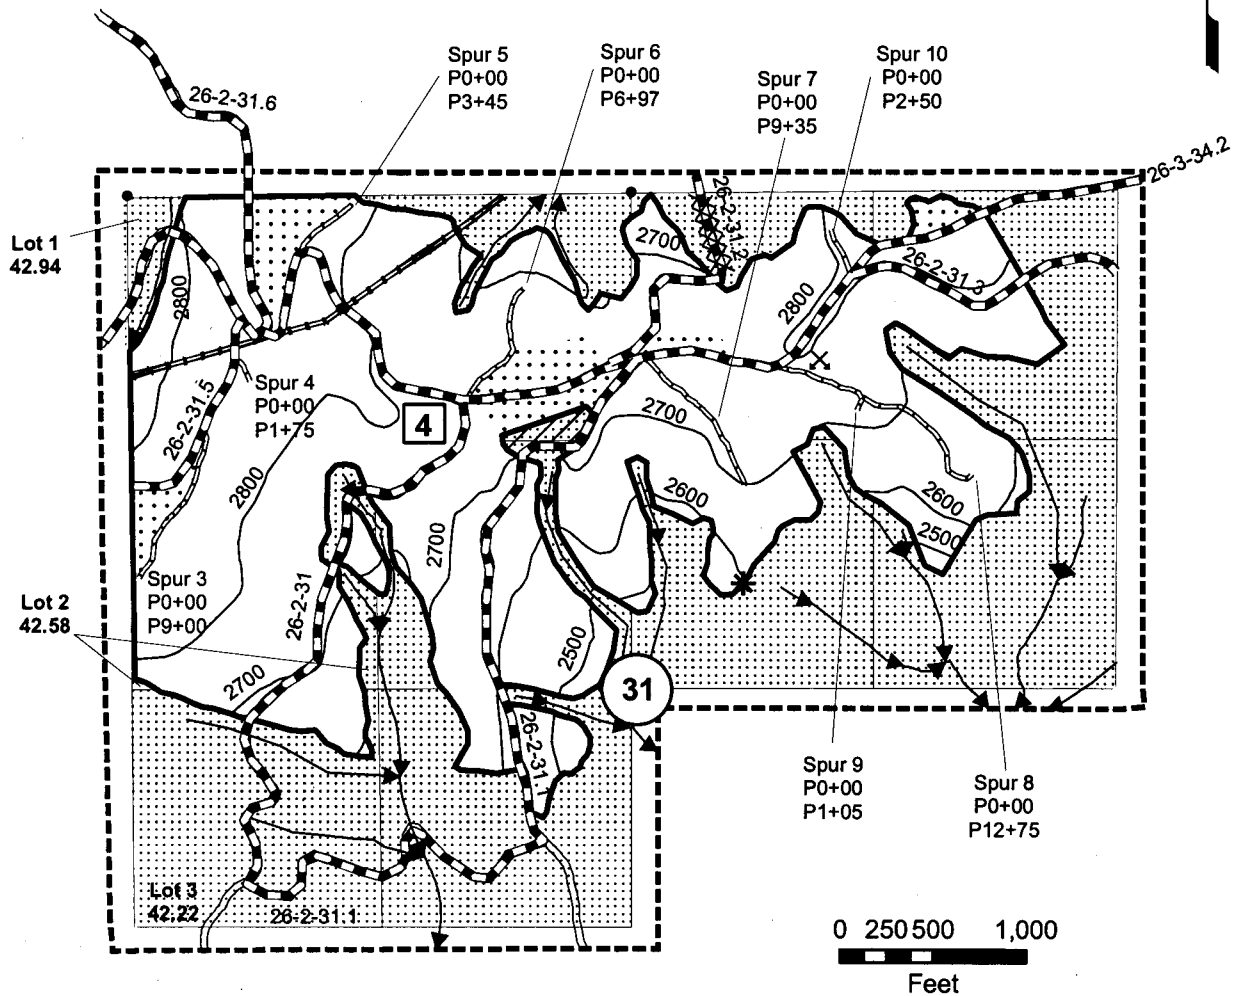 Spur 5
P0+00
P3+45
Spur 6
P0+00
P6+97
Spur 7
P0+00
P9+35
Spur 10
P0+00
P2+50
26-2-31.6
26-3-34.2
Lot 1
42.94
26-2-31.2
2700
26-2-31.3
2800
2800
Spur 4
P0+00
P1+75
26-2-31.5
4
2700
2800
2600
2600
2500
2700
Spur 3
P0+00
P9+00
26-2-31
Lot 2
42.58
2500
2700
31
26-2-31.1
Spur 9
P0+00
P1+05
Spur 8
P0+00
P12+75
Lot 3
42.22
26-2-31.1
0 250 500 1,000
Feet